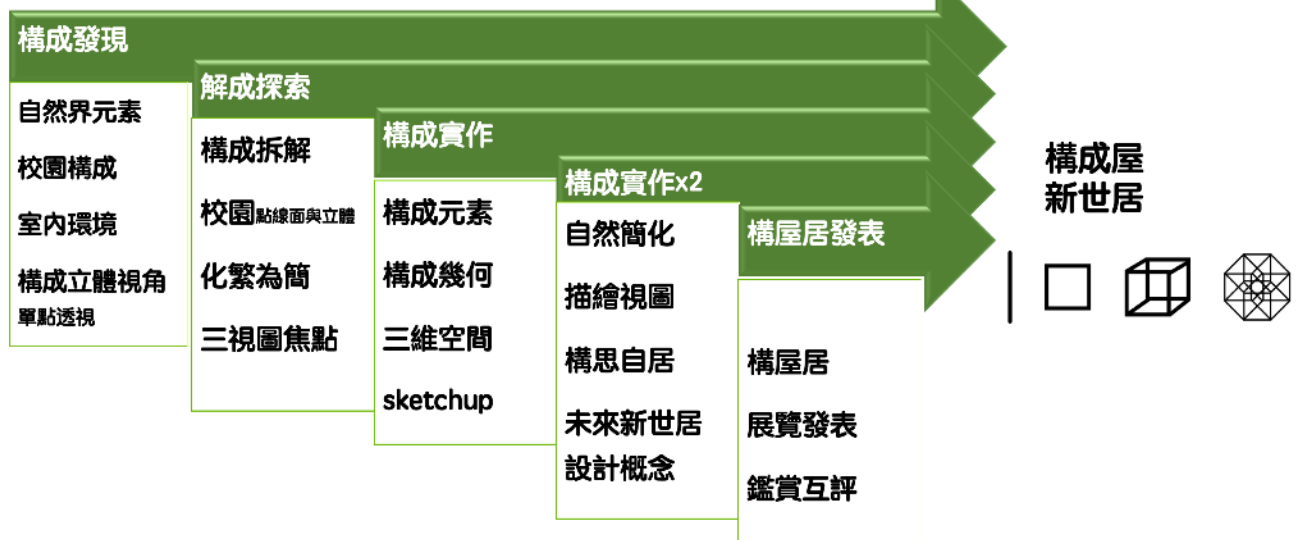 構成發現
自然界元素
校園構成
室內環境
構成立體視角
單點透視
解成探索
構成拆解
校園點線面與立體
化繁為簡
三視圖焦點
構成實作
構成元素
構成幾何
三維空間
sketchup
構成實作x2
自然簡化
描繪視圖
構思自居
未來新世居
設計概念
構屋居發表
構屋居
展覽發表
鑑賞互評
構成屋
新世居